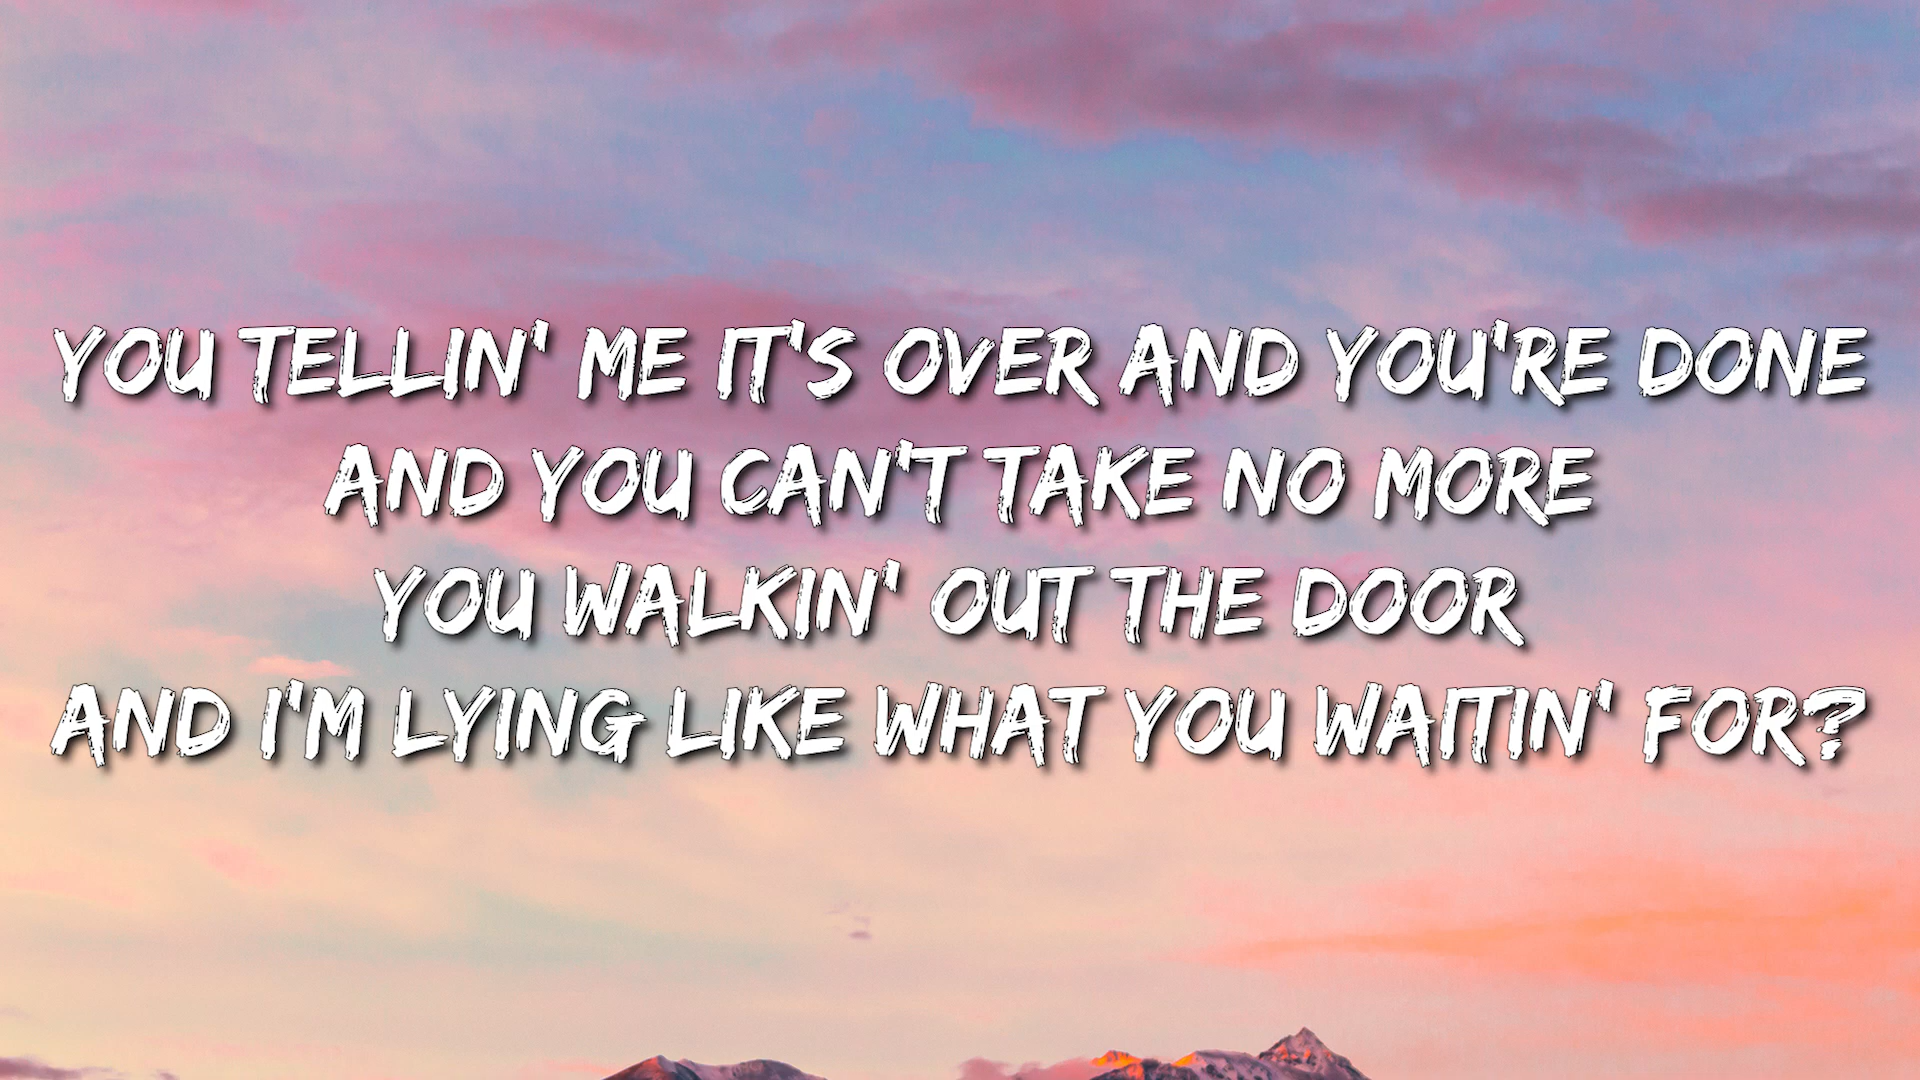 YOU TELLIN' ME IT'S OVER AND YOU'RE DONE
AND YOU CAN'T TAKE NO MORE
YOU WALKIN' OUT THE DOOR
AND I'M LYING LIKE WHAT YOU WAITIN' FOR?